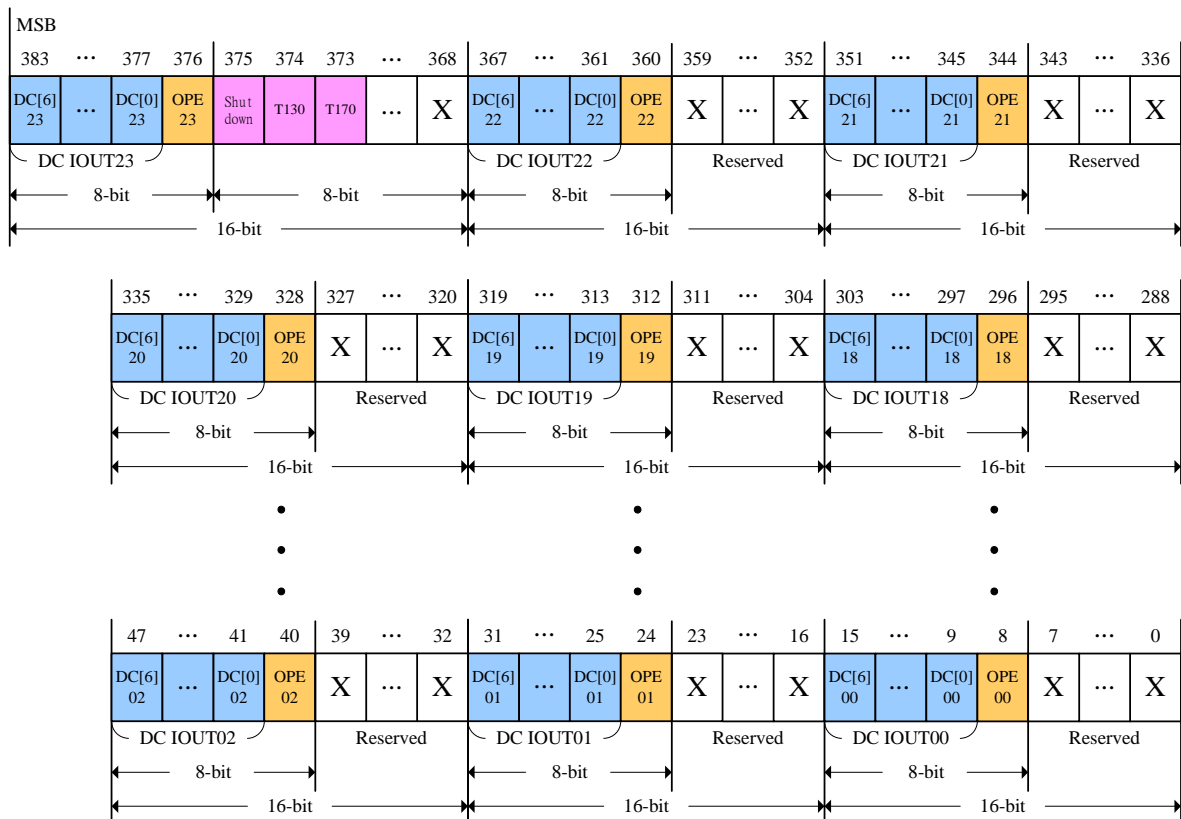 MSB
383 ··· 377 376 375 374 373 ··· 368 367 ··· 361 360 359 ··· 352 351 ··· 345 344 343 ··· 336
DC[6] 23 ... DC[0] 23 OPE 23 Shut down T130 T170 ... X DC[6] 22 ... DC[0] 22 OPE 22 X ... X DC[6] 21 ... DC[0] 21 OPE 21 X ... X
DC IOUT23 DC IOUT22 Reserved DC IOUT21 Reserved
8-bit 8-bit 8-bit 8-bit
16-bit 16-bit 16-bit
335 ··· 329 328 327 ··· 320 319 ··· 313 312 311 ··· 304 303 ··· 297 296 295 ··· 288
DC[6] 20 ... DC[0] 20 OPE 20 X ... X DC[6] 19 ... DC[0] 19 OPE 19 X ... X DC[6] 18 ... DC[0] 18 OPE 18 X ... X
DC IOUT20 Reserved DC IOUT19 Reserved DC IOUT18 Reserved
8-bit 8-bit 8-bit
16-bit 16-bit 16-bit
47 ··· 41 40 39 ··· 32 31 ··· 25 24 23 ··· 16 15 ··· 9 8 7 ··· 0
DC[6] 02 ... DC[0] 02 OPE 02 X ... X DC[6] 01 ... DC[0] 01 OPE 01 X ... X DC[6] 00 ... DC[0] 00 OPE 00 X ... X
DC IOUT02 Reserved DC IOUT01 Reserved DC IOUT00 Reserved
8-bit 8-bit 8-bit
16-bit 16-bit 16-bit